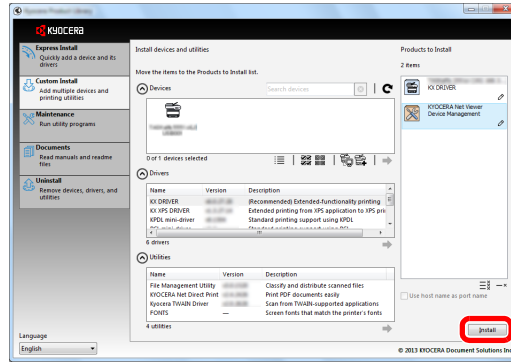 KYOCERA
Express Install
Quickly add a device and its
drivers
Custom Install
Add multiple devices and
printing utilities
Maintenance
Run utility programs
Documents
Read manuals and readme
files
Uninstall
Remove devices, drivers, and
utilities
Language
English
Install devices and utilities
Move the items to the Products to Install list.
Devices
Search devices
0 of 1 devices selected
Drivers
Name Version Description
KX DRIVER (Recommended) Extended-functionality printing
KX XPS DRIVER Extended printing from XPS application to XPS prin
KPDL mini-driver Standard printing support using KPDL
6 drivers
Utilities
Name Version Description
File Management Utility Classify and distribute scanned files
KYOCERA Net Direct Print Print PDF documents easily
Kyocera TWAIN Driver Scan from TWAIN-supported applications
FONTS — Screen fonts that match the printer's fonts
4 utilities
Products to Install
2 items
KX DRIVER
KYOCERA Net Viewer
Device Management
Use host name as port name
Install
© 2013 KYOCERA Document Solutions Inc